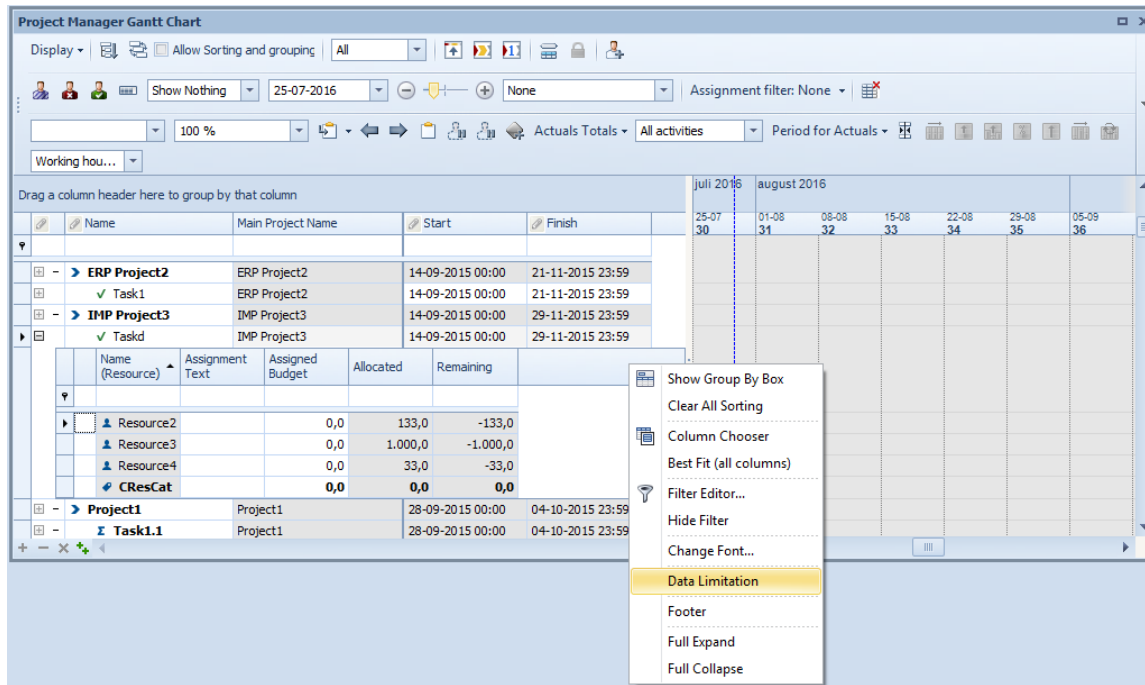 Project Manager Gantt Chart
Display Allow Sorting and grouping All
Show Nothing 25-07-2016 None Assignment filter: None
100 % Actuals Totals All activities Period for Actuals
Working hou...
Drag a column header here to group by that column
juli 2016 august 2016
Name Main Project Name Start Finish
25-07 01-08 08-08 15-08 22-08 29-08 05-09
30 31 32 33 34 35 36
ERP Project2 ERP Project2 14-09-2015 00:00 21-11-2015 23:59
Task1 ERP Project2 14-09-2015 00:00 21-11-2015 23:59
IMP Project3 IMP Project3 14-09-2015 00:00 29-11-2015 23:59
Taskd IMP Project3 14-09-2015 00:00 29-11-2015 23:59
Name (Resource) Assignment Text Assigned Budget Allocated Remaining
Resource2 0,0 133,0 -133,0
Resource3 0,0 1.000,0 -1.000,0
Resource4 0,0 33,0 -33,0
CResCat 0,0 0,0 0,0
Project1 Project1 28-09-2015 00:00 04-10-2015 23:59
Σ Task1.1 Project1 28-09-2015 00:00 04-10-2015 23:59
Show Group By Box
Clear All Sorting
Column Chooser
Best Fit (all columns)
Filter Editor...
Hide Filter
Change Font...
Data Limitation
Footer
Full Expand
Full Collapse